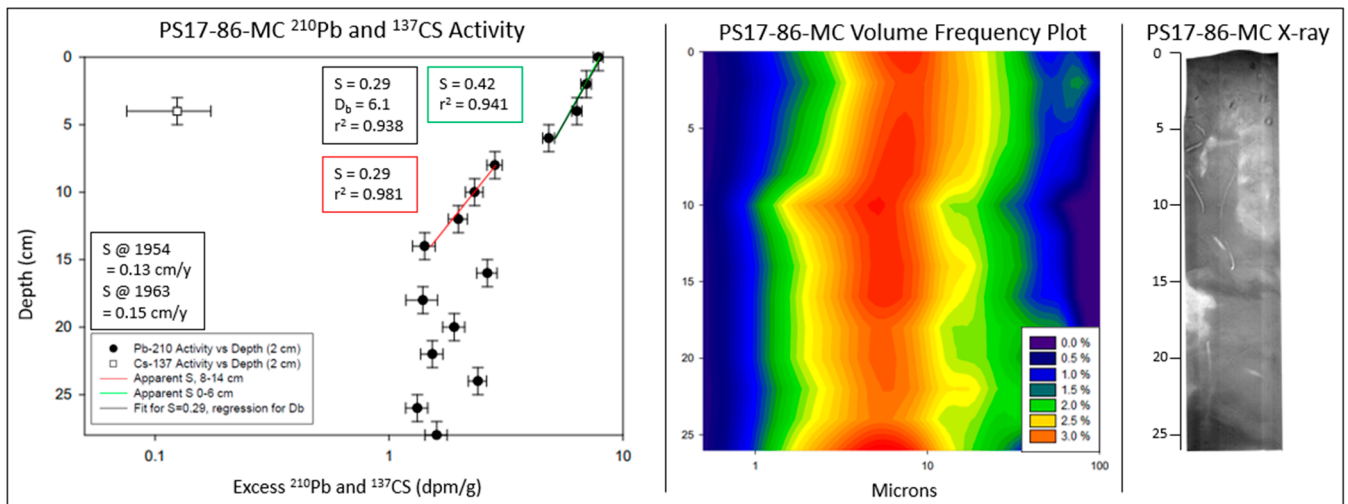 PS17-86-MC ²¹⁰Pb and ¹³⁷CS Activity
0
5
10
15
20
25
Depth (cm)
S = 0.29
D_b = 6.1
r² = 0.938
S = 0.42
r² = 0.941
S = 0.29
r² = 0.981
S @ 1954
= 0.13 cm/y
S @ 1963
= 0.15 cm/y
Pb-210 Activity vs Depth (2 cm)
Cs-137 Activity vs Depth (2 cm)
Apparent S, 8-14 cm
Apparent S 0-6 cm
Fit for S=0.29, regression for Db
0.1
1
10
Excess ²¹⁰Pb and ¹³⁷CS (dpm/g)
PS17-86-MC Volume Frequency Plot
0
5
10
15
20
25
0.0 %
0.5 %
1.0 %
1.5 %
2.0 %
2.5 %
3.0 %
1
10
100
Microns
PS17-86-MC X-ray
0
5
10
15
20
25